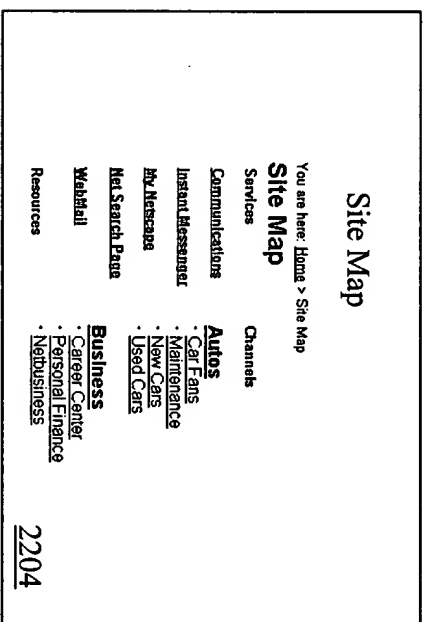 Site Map
You are here: Home > Site Map
Site Map
Services
Communications
Instant Messenger
My Netscape
Net Search Page
WebMail
Resources
Channels
Autos
· Car Fans
· Maintenance
· New Cars
· Used Cars
Business
· Career Center
· Personal Finance
· Netbusiness
2204